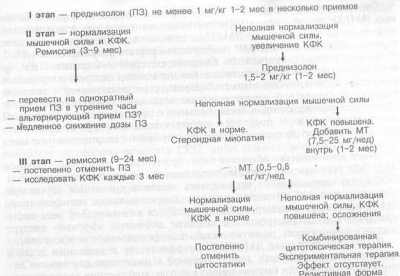 I этап — преднизолон (ПЗ) не менее 1 мг/кг 1–2 мес в несколько приемов
II этап — нормализация
мышечной силы и КФК.
Ремиссия (3–9 мес)
Неполная нормализация
мышечной силы,
увеличение КФК
Преднизолон
1,5–2 мг/кг (1–2 мес)
— перевести на однократный
прием ПЗ в утренние часы
— альтернирующий прием ПЗ?
— медленное снижение дозы ПЗ
Неполная нормализация мышечной силы
КФК в норме.
Стероидная миопатия
КФК повышена.
Добавить МТ
(7,5–25 мг/нед)
внутрь (1–2 мес)
III этап — ремиссия (9–24 мес)
— постепенно отменить ПЗ
— исследовать КФК каждые 3 мес
МТ (0,5–0,8
мг/кг/нед
Нормализация
мышечной силы,
КФК в норме
Неполная нормализация
мышечной силы, КФК
повышена; осложнения
Постепенно
отменить
цитостатики
Комбинированная
цитотоксическая терапия.
Экспериментальная терапия.
Эффект отсутствует.
Резистивная форма